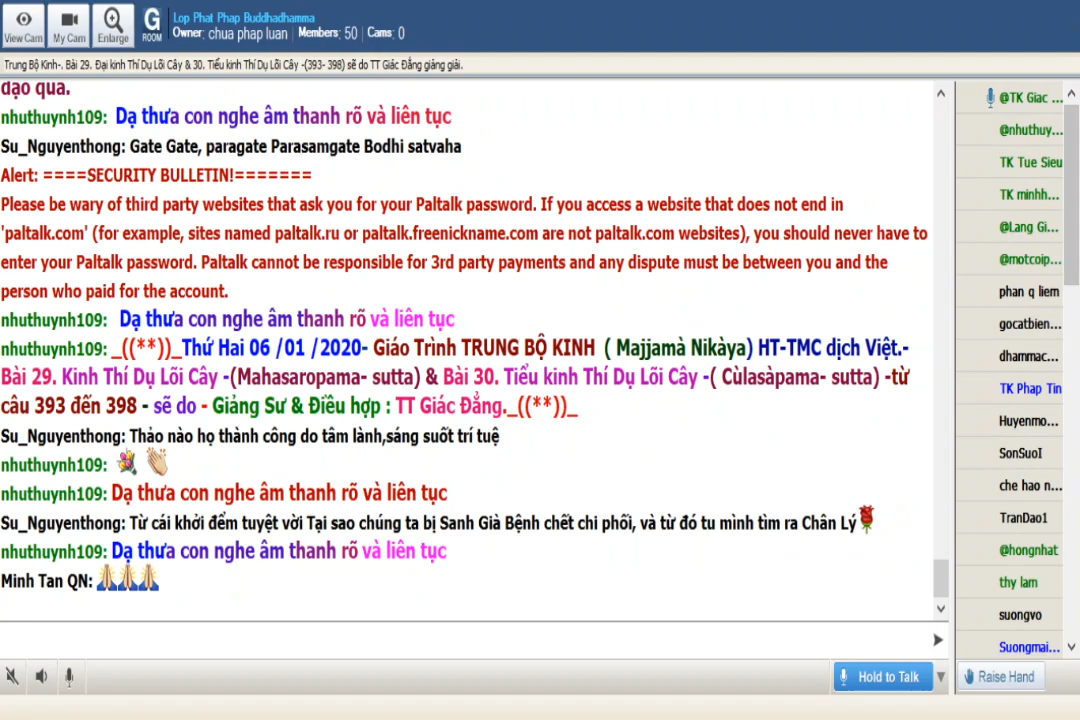 View Cam
My Cam
Enlarge
G
ROOM
Lop Phat Phap Buddhadhamma
Owner: chua phap luan | Members: 50 | Cams: 0
Trung Bộ Kinh-. Bài 29. Đại kinh Thí Dụ Lõi Cây & 30. Tiểu kinh Thí Dụ Lõi Cây -(393- 398) sẽ do TT Giác Đẳng giảng giải.
đạo quả.
nhuthuynh109: Dạ thưa con nghe âm thanh rõ và liên tục
Su_Nguyenthong: Gate Gate, paragate Parasamgate Bodhi satvaha
Alert: ====SECURITY BULLETIN!=======
Please be wary of third party websites that ask you for your Paltalk password. If you access a website that does not end in
'paltalk.com' (for example, sites named paltalk.ru or paltalk.freenickname.com are not paltalk.com websites), you should never have to
enter your Paltalk password. Paltalk cannot be responsible for 3rd party payments and any dispute must be between you and the
person who paid for the account.
nhuthuynh109: Dạ thưa con nghe âm thanh rõ và liên tục
nhuthuynh109: _((**))_Thứ Hai 06 /01 /2020- Giáo Trình TRUNG BỘ KINH ( Majjamà Nikàya) HT-TMC dịch Việt.-
Bài 29. Kinh Thí Dụ Lõi Cây -(Mahasaropama- sutta) & Bài 30. Tiểu kinh Thí Dụ Lõi Cây -( Cùlasàpama- sutta) -từ
câu 393 đến 398 - sẽ do - Giảng Sư & Điều hợp : TT Giác Đẳng._((**))_
Su_Nguyenthong: Thảo nào họ thành công do tâm lành,sáng suốt trí tuệ
nhuthuynh109:
nhuthuynh109: Dạ thưa con nghe âm thanh rõ và liên tục
Su_Nguyenthong: Từ cái khởi đểm tuyệt vời Tại sao chúng ta bị Sanh Già Bệnh chết chi phối, và từ đó tu mình tìm ra Chân Lý
nhuthuynh109: Dạ thưa con nghe âm thanh rõ và liên tục
Minh Tan QN:
@TK Giac ...
@nhuthuy...
TK Tue Sieu
TK minhh...
@Lang Gi...
@motcoip...
phan q liem
gocatbien...
dhammac...
TK Phap Tin
Huyenmo...
SonSuoI
che hao n...
TranDao1
@hongnhat
thy lam
suongvo
Suongmai...
Hold to Talk
Raise Hand